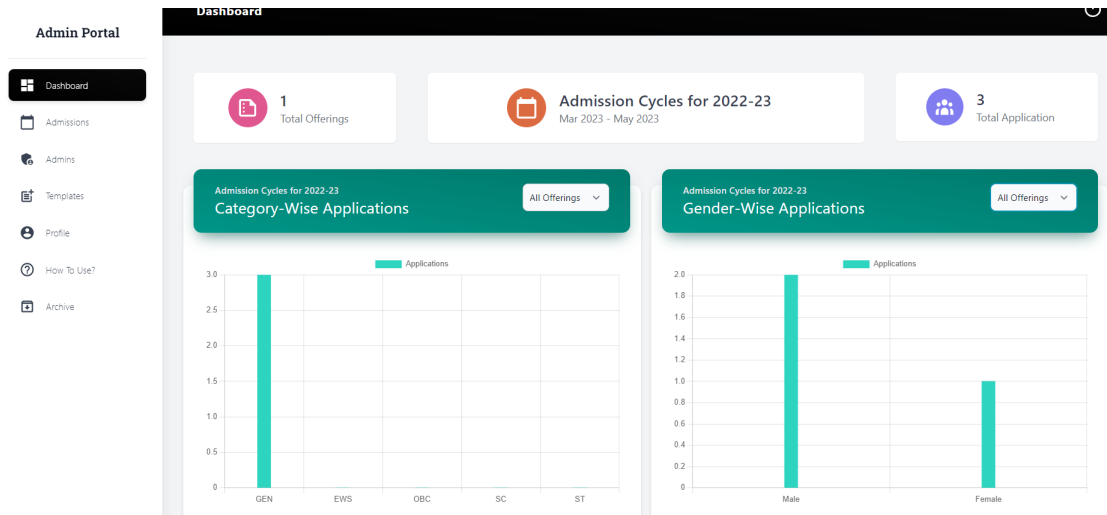 Dashboard
Admin Portal
Dashboard
Admissions
Admins
Templates
Profile
How To Use?
Archive
1
Total Offerings
Admission Cycles for 2022-23
Mar 2023 - May 2023
3
Total Application
Admission Cycles for 2022-23
Category-Wise Applications
All Offerings
Applications
3.0
2.5
2.0
1.5
1.0
0.5
0
GEN EWS OBC SC ST
Admission Cycles for 2022-23
Gender-Wise Applications
All Offerings
Applications
2.0
1.8
1.6
1.4
1.2
1.0
0.8
0.6
0.4
0.2
0
Male Female